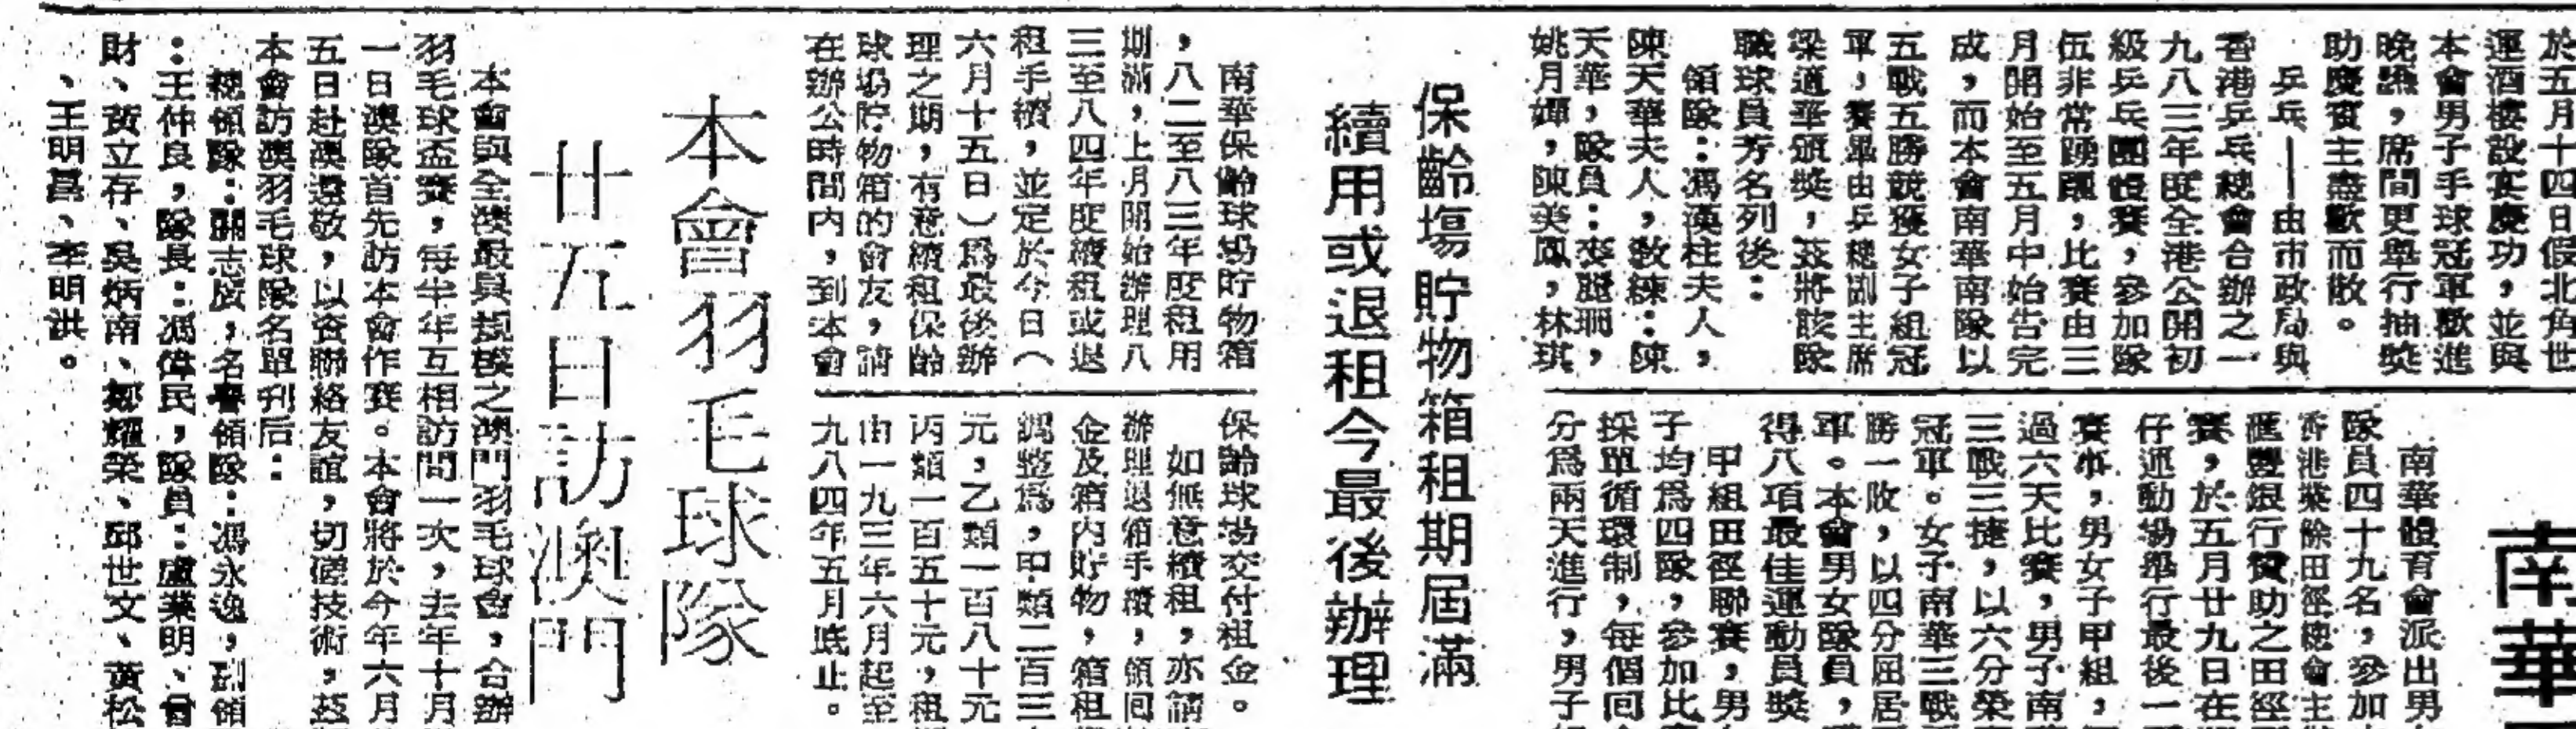 於五月十四日假北角世
運酒樓設宴慶功，並與
本會男子手球冠軍歡進
晚讌，席間更舉行抽獎
助慶賓主盡歡而散。
乒乓——由市政局與
香港乒乓總會合辦之一
九八三年度全港公開初
級乒乓團體賽，參加隊
伍非常踴躍，比賽由三
月開始至五月中始告完
成，而本會南華南隊以
五戰五勝競獲女子組冠
軍，賽畢由乒總副主席
梁適華頒獎，茲將該隊
職球員芳名列後：
領隊：馮漢柱夫人，
陳天華夫人，教練：陳
天華，隊員：麥麗珊，
姚月嬋，陳美鳳，林琪
南華
南華體育會派出男
隊員四十九名，參加
香港業餘田徑總會主
滙豐銀行贊助之田徑
賽，於五月廿九日在
仔運動場舉行最後一
賽事，男女子甲組，
過六天比賽，男子南
三戰三捷，以六分榮
冠軍。女子南華三戰
勝一敗，以四分屈居
軍。本會男女隊員，
得八項最佳運動員獎
甲組田徑聯賽，男
子均爲四隊，參加比
採單循環制，每個回
分爲兩天進行，男子
保齡塲貯物箱租期屆滿
續用或退租今最後辦理
南華保齡球場貯物箱
，八二至八三年度租用
期滿，上月開始辦理八
三至八四年度續租或退
租手續，並定於今日（
六月十五日）爲最後辦
理之期，有意續租保齡
球場貯物箱的會友，請
在辦公時間内，到本會
保齡球場交付租金。
如無意續租，亦請
辦理退箱手續，領回
金及箱内貯物，箱租
調整爲，甲類二百三
元，乙類一百八十元
丙類一百五十元，租
由一九三年六月起至
九八四年五月底止。
本會羽毛球隊
廿五日訪澳門
本會與全澳最具規模之澳門羽毛球會，合辦
羽毛球盃賽，每半年互相訪問一次，去年十月
一日澳隊首先訪本會作賽。本會將於今年六月
五日赴澳還敬，以資聯絡友誼，切磋技術，茲
本會訪澳羽毛球隊名單列后：
總領隊：關志成，名譽領隊：馮永逸，副領
：王仲良，隊長：馮偉民，隊員：盧業明、曾
財、黃立存、吳炳南、鄭耀榮、邱世文、黃松
、王明昌、李明洪。